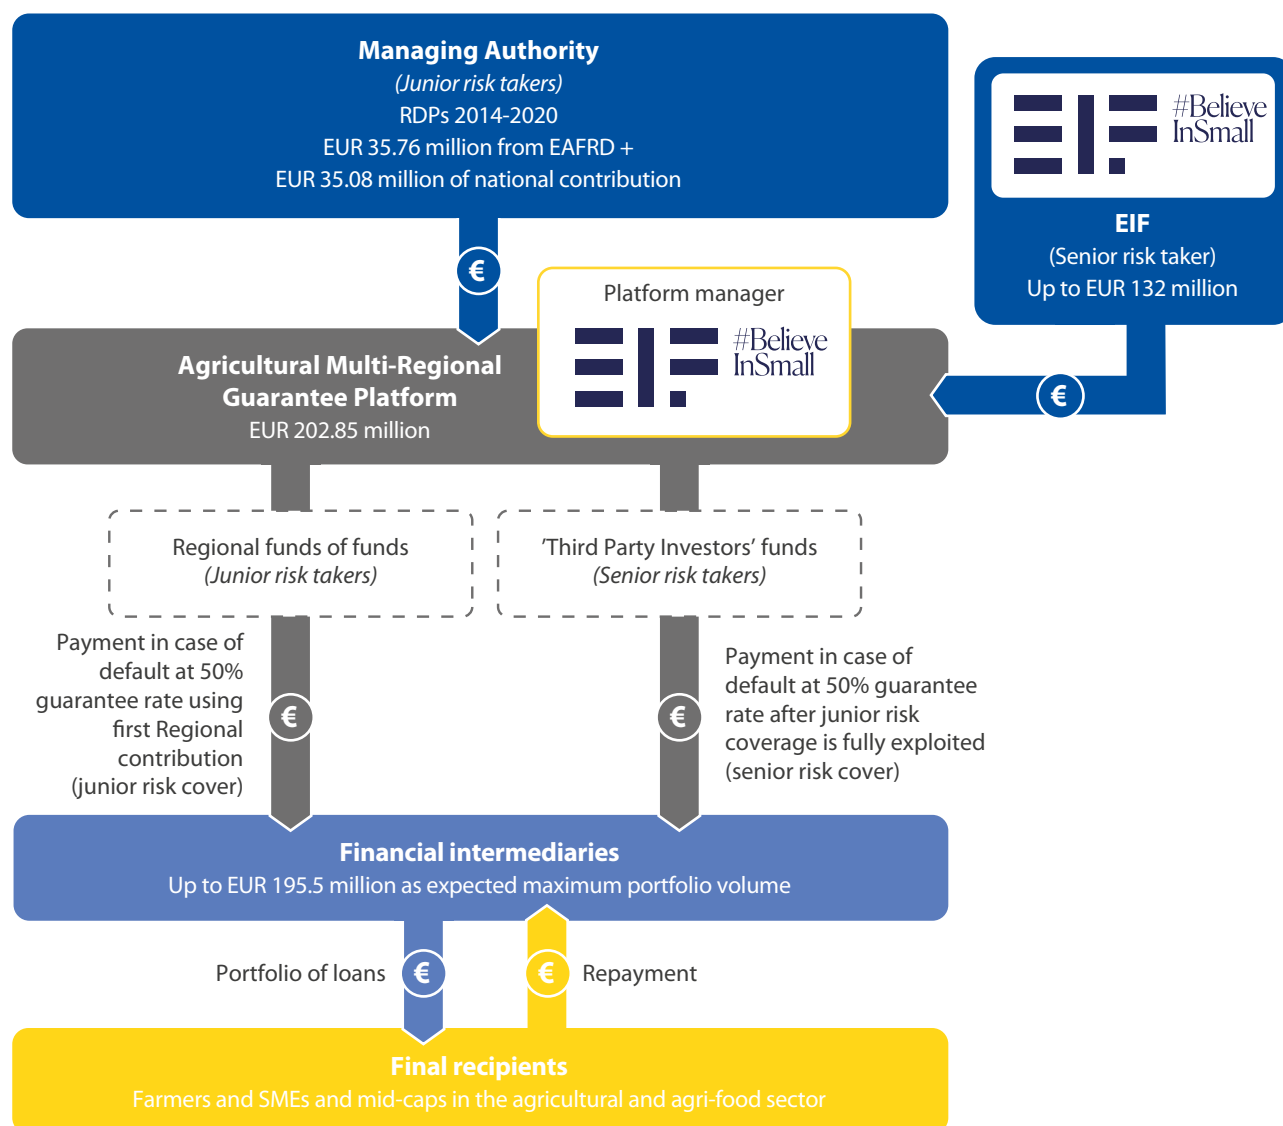 Managing Authority
(Junior risk takers)
RDPs 2014-2020
EUR 35.76 million from EAFRD +
EUR 35.08 million of national contribution
€
EIF
#Believe
InSmall
EIF
(Senior risk taker)
Up to EUR 132 million
€
Platform manager
EIF
#Believe
InSmall
Agricultural Multi-Regional
Guarantee Platform
EUR 202.85 million
Regional funds of funds
(Junior risk takers)
'Third Party Investors’ funds
(Senior risk takers)
Payment in case of
default at 50%
guarantee rate using
first Regional
contribution
(junior risk cover)
€
€
Payment in case of
default at 50% guarantee
rate after junior risk
coverage is fully exploited
(senior risk cover)
Financial intermediaries
Up to EUR 195.5 million as expected maximum portfolio volume
Portfolio of loans
€
€
Repayment
Final recipients
Farmers and SMEs and mid-caps in the agricultural and agri-food sector